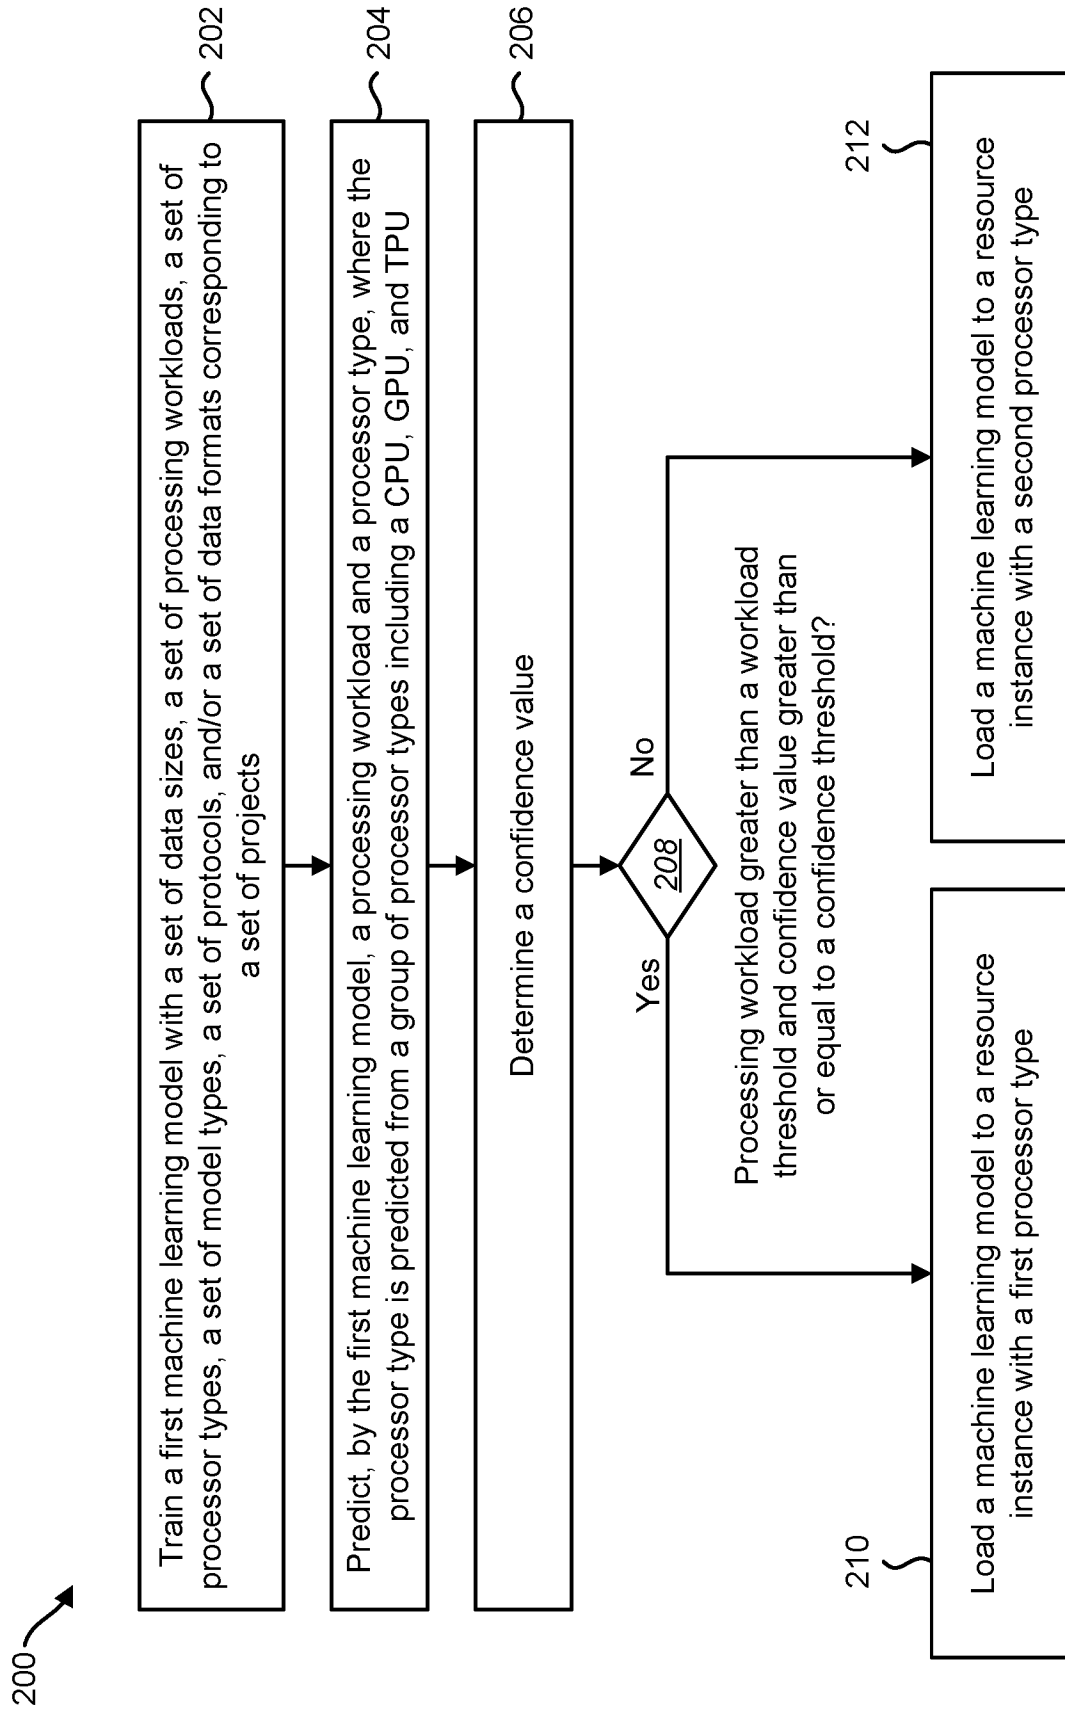 200
202
Train a first machine learning model with a set of data sizes, a set of processing workloads, a set of
processor types, a set of model types, a set of protocols, and/or a set of data formats corresponding to
a set of projects
204
Predict, by the first machine learning model, a processing workload and a processor type, where the
processor type is predicted from a group of processor types including a CPU, GPU, and TPU
206
Determine a confidence value
208
Yes
No
Processing workload greater than a workload
threshold and confidence value greater than
or equal to a confidence threshold?
210
Load a machine learning model to a resource
instance with a first processor type
212
Load a machine learning model to a resource
instance with a second processor type